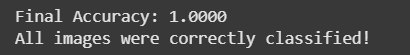 Final Accuracy: 1.0000
All images were correctly classified!